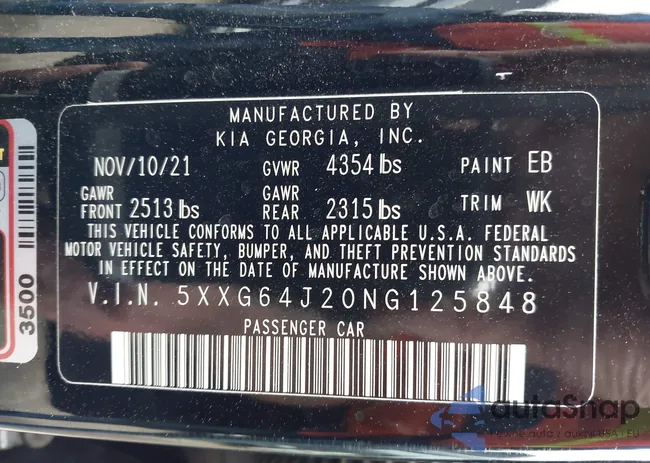 MANUFACTURED BY
KIA GEORGIA, INC.
NOV/10/21 GVWR 4354 lbs PAINT EB
GAWR FRONT 2513 lbs GAWR REAR 2315 lbs TRIM WK
THIS VEHICLE CONFORMS TO ALL APPLICABLE U.S.A. FEDERAL
MOTOR VEHICLE SAFETY, BUMPER, AND THEFT PREVENTION STANDARDS
IN EFFECT ON THE DATE OF MANUFACTURE SHOWN ABOVE.
V.I.N. 5XXG64J20NG125848
PASSENGER CAR
3500
autaSnap